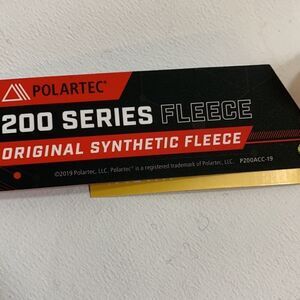 POLARTEC®
200 SERIES FLEECE
ORIGINAL SYNTHETIC FLEECE
©2019 Polartec, LLC, Polartec® is a registered trademark of Polartec, LLC. P200ACC-19